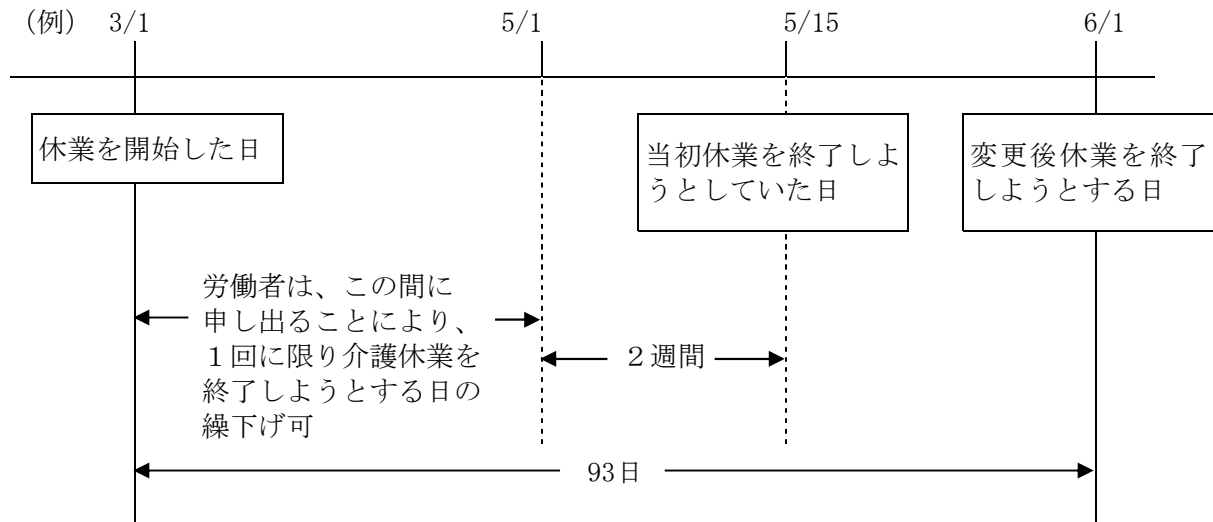 (例) 3/1 5/1 5/15 6/1
休業を開始した日
当初休業を終了しよ
うとしていた日
変更後休業を終了
しようとする日
労働者は、この間に
申し出ることにより、
1回に限り介護休業を
終了しようとする日の
繰下げ可
2週間
93日